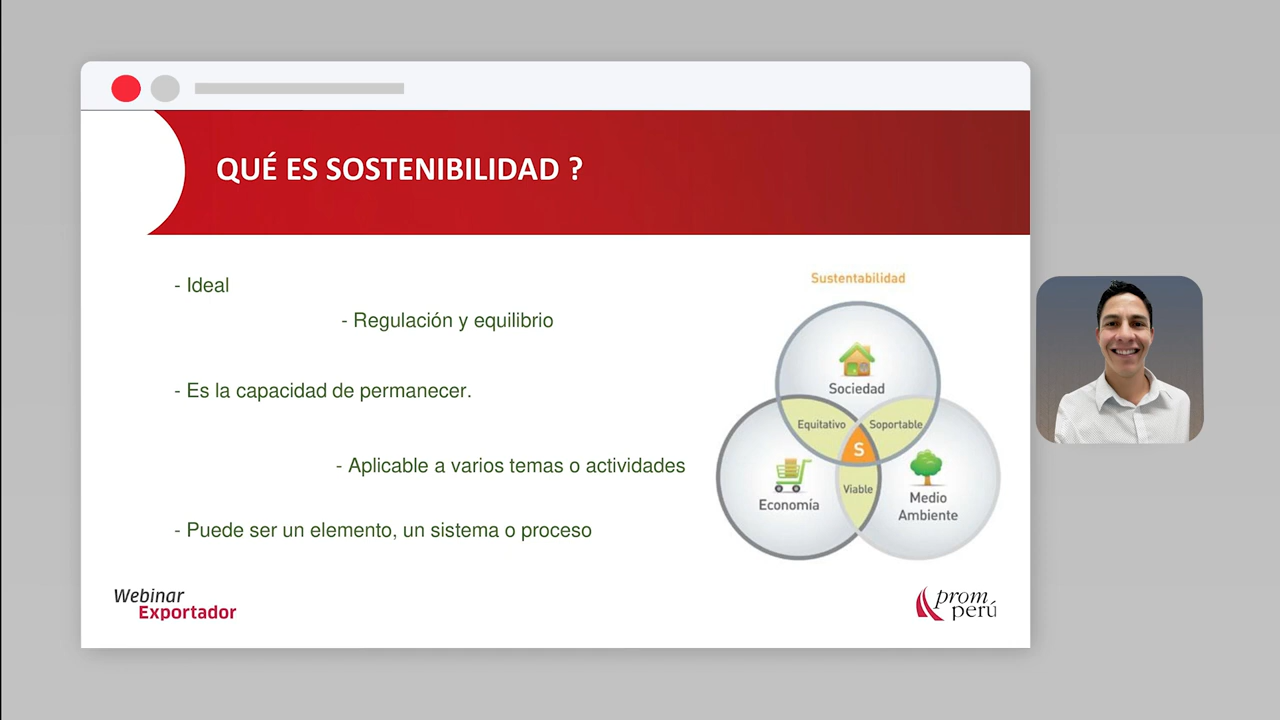 QUÉ ES SOSTENIBILIDAD ?
- Ideal
- Regulación y equilibrio
- Es la capacidad de permanecer.
- Aplicable a varios temas o actividades
- Puede ser un elemento, un sistema o proceso
Sustentabilidad
Sociedad
Equitativo
Soportable
S
Economía
Viable
Medio
Ambiente
Webinar
Exportador
prom
perú